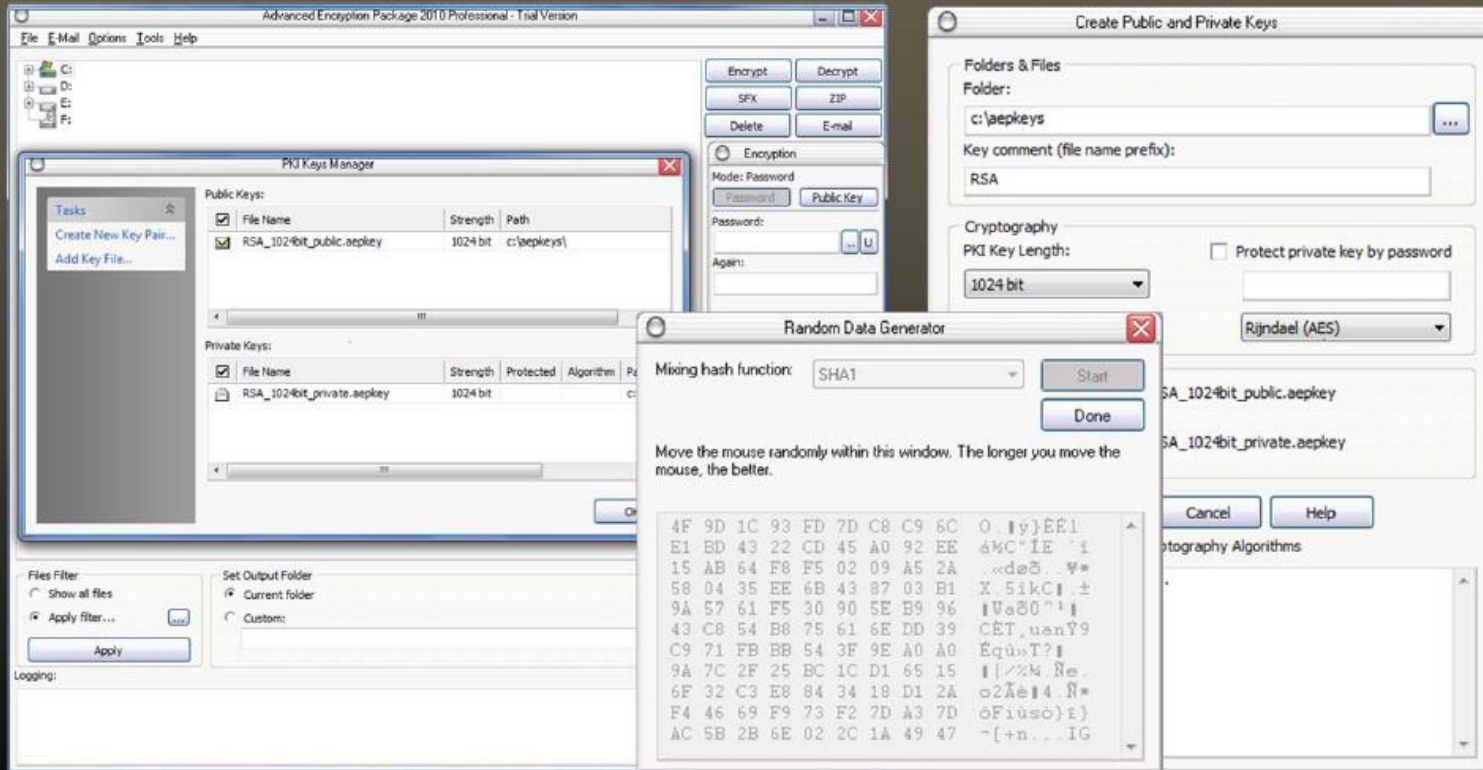 Advanced Encryption Package 2010 Professional - Trial Version
File E-Mail Options Tools Help
C:
D:
E:
F:
Encrypt Decrypt
SFX ZIP
Delete E-mail
Encryption
Mode: Password
Password Public Key
Password:
.. U
Again:
PKI Keys Manager
Tasks
Create New Key Pair...
Add Key File...
Public Keys:
File Name Strength Path
RSA_1024bit_public.aepkey 1024 bit c:\aepkeys\
Private Keys:
File Name Strength Protected Algorithm Pa
RSA_1024bit_private.aepkey 1024 bit c:
Files Filter
Show all files
Apply filter... ...
Apply
Set Output Folder
Current folder
Custom:
Logging:
Create Public and Private Keys
Folders & Files
Folder:
c:\aepkeys ...
Key comment (file name prefix):
RSA
Cryptography
PKI Key Length: Protect private key by password
1024 bit
Rijndael (AES)
SA_1024bit_public.aepkey
SA_1024bit_private.aepkey
Cancel Help
ptography Algorithms
Random Data Generator
Mixing hash function: SHA1 Start
Done
Move the mouse randomly within this window. The longer you move the
mouse, the better.
4F 9D 1C 93 FD 7D C8 C9 6C
E1 BD 43 22 CD 45 A0 92 EE
15 AB 64 F8 F5 02 09 A5 2A
58 04 35 EE 6B 43 87 03 B1
9A 57 61 F5 30 90 5E B9 96
43 C8 54 B8 75 61 6E DD 39
C9 71 FB BB 54 3F 9E A0 A0
9A 7C 2F 25 BC 1C D1 65 15
6F 32 C3 E8 84 34 18 D1 2A
F4 46 69 F9 73 F2 7D A3 7D
AC 5B 2B 6E 02 2C 1A 49 47